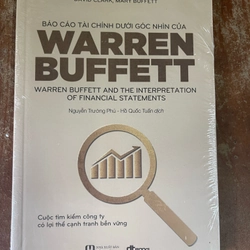 DAVID CLARK, MARY BUFFETT
BÁO CÁO TÀI CHÍNH DƯỚI GÓC NHÌN CỦA
WARREN
BUFFETT
WARREN BUFFETT AND THE INTERPRETATION
OF FINANCIAL STATEMENTS
Nguyễn Trường Phú - Hồ Quốc Tuấn dịch
Cuộc tìm kiếm công ty
có lợi thế cạnh tranh bền vững